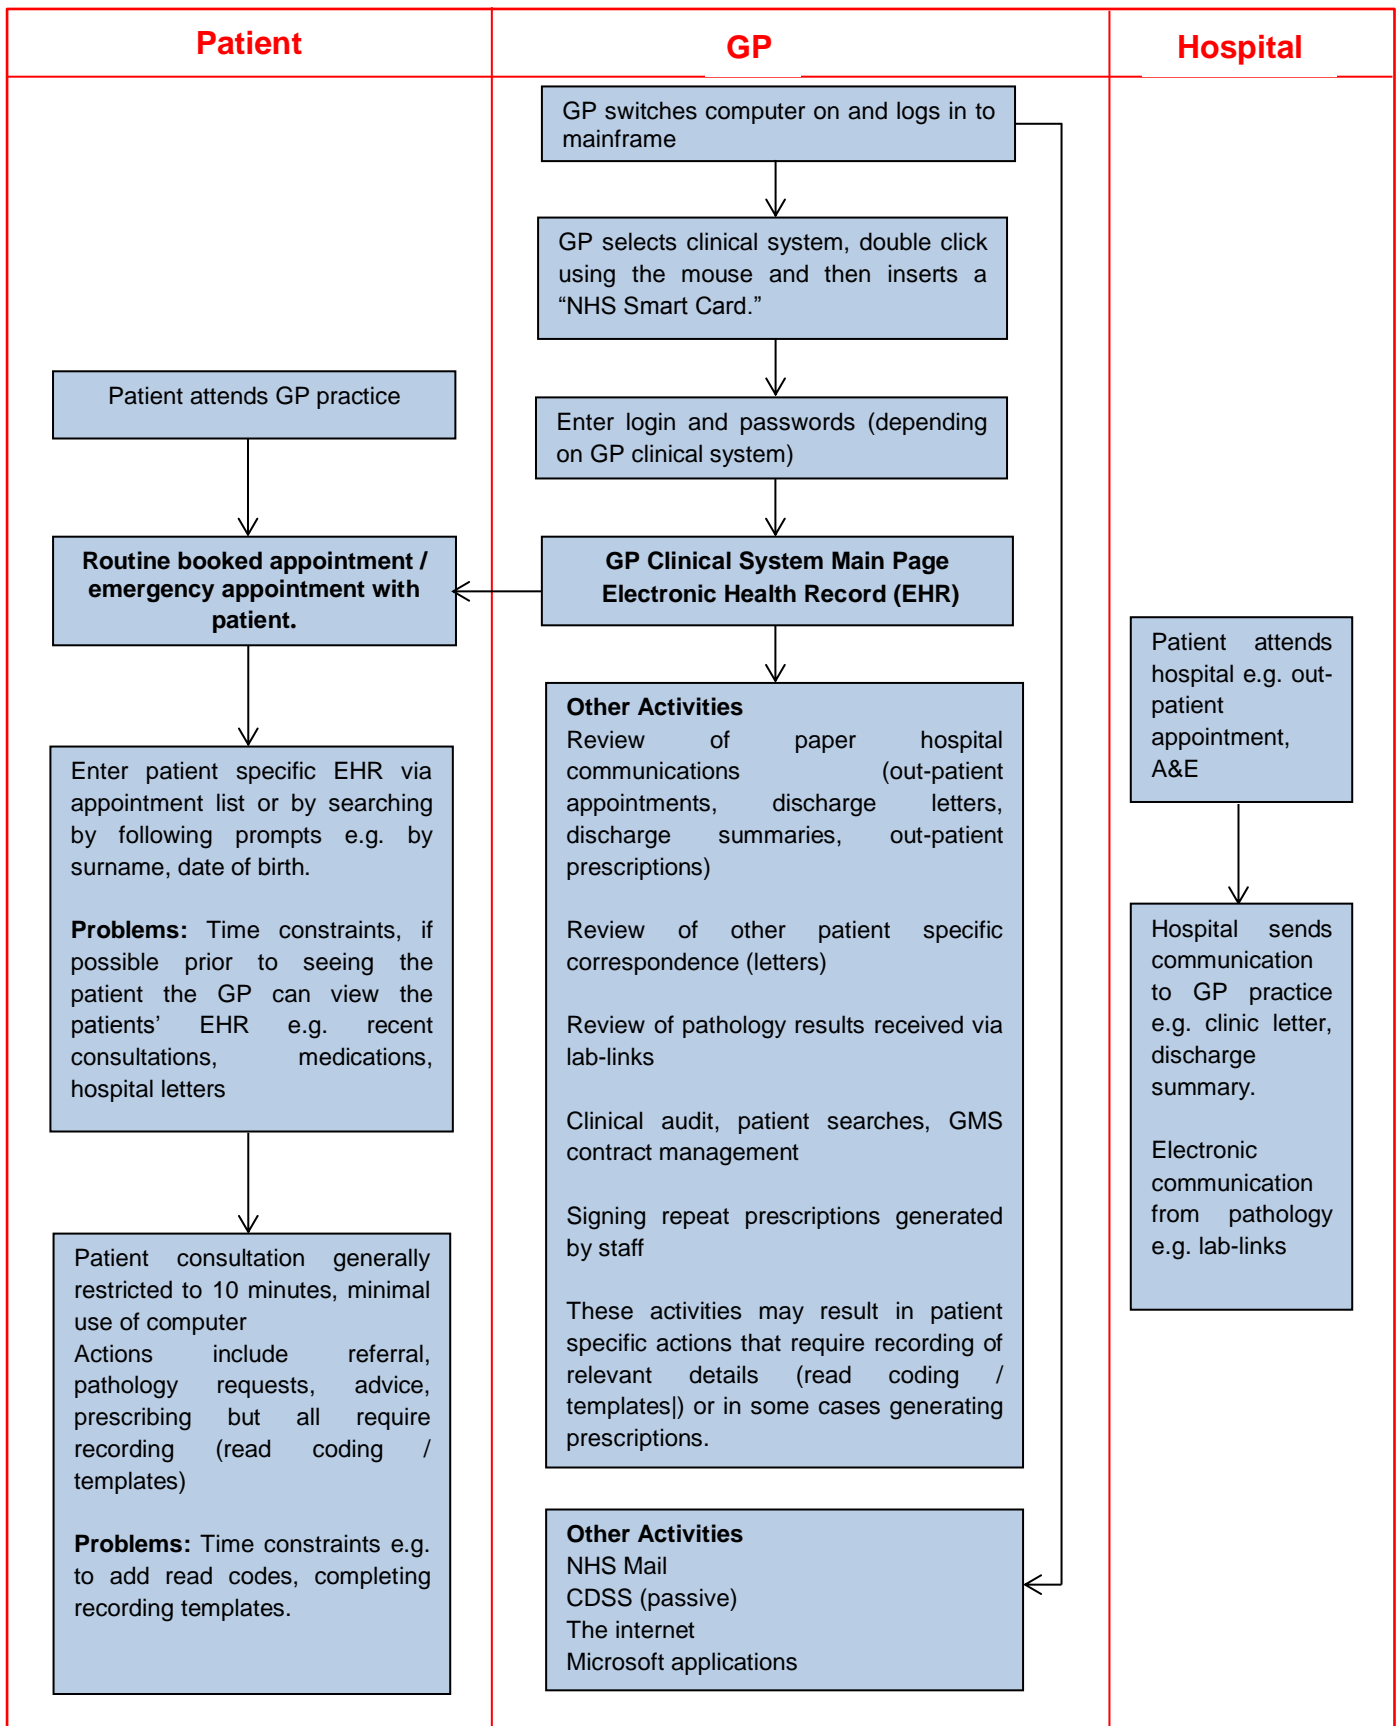 Patient
GP
Hospital
GP switches computer on and logs in to
mainframe
GP selects clinical system, double click
using the mouse and then inserts a
“NHS Smart Card.”
Enter login and passwords (depending
on GP clinical system)
GP Clinical System Main Page
Electronic Health Record (EHR)
Patient attends GP practice
Routine booked appointment /
emergency appointment with
patient.
Enter patient specific EHR via
appointment list or by searching
by following prompts e.g. by
surname, date of birth.
Problems: Time constraints, if
possible prior to seeing the
patient the GP can view the
patients’ EHR e.g. recent
consultations, medications,
hospital letters
Patient consultation generally
restricted to 10 minutes, minimal
use of computer
Actions include referral,
pathology requests, advice,
prescribing but all require
recording (read coding /
templates)
Problems: Time constraints e.g.
to add read codes, completing
recording templates.
Other Activities
Review of paper hospital
communications (out-patient
appointments, discharge letters,
discharge summaries, out-patient
prescriptions)
Review of other patient specific
correspondence (letters)
Review of pathology results received via
lab-links
Clinical audit, patient searches, GMS
contract management
Signing repeat prescriptions generated
by staff
These activities may result in patient
specific actions that require recording of
relevant details (read coding /
templates|) or in some cases generating
prescriptions.
Other Activities
NHS Mail
CDSS (passive)
The internet
Microsoft applications
Patient attends
hospital e.g. out-
patient
appointment,
A&E
Hospital sends
communication
to GP practice
e.g. clinic letter,
discharge
summary.
Electronic
communication
from pathology
e.g. lab-links